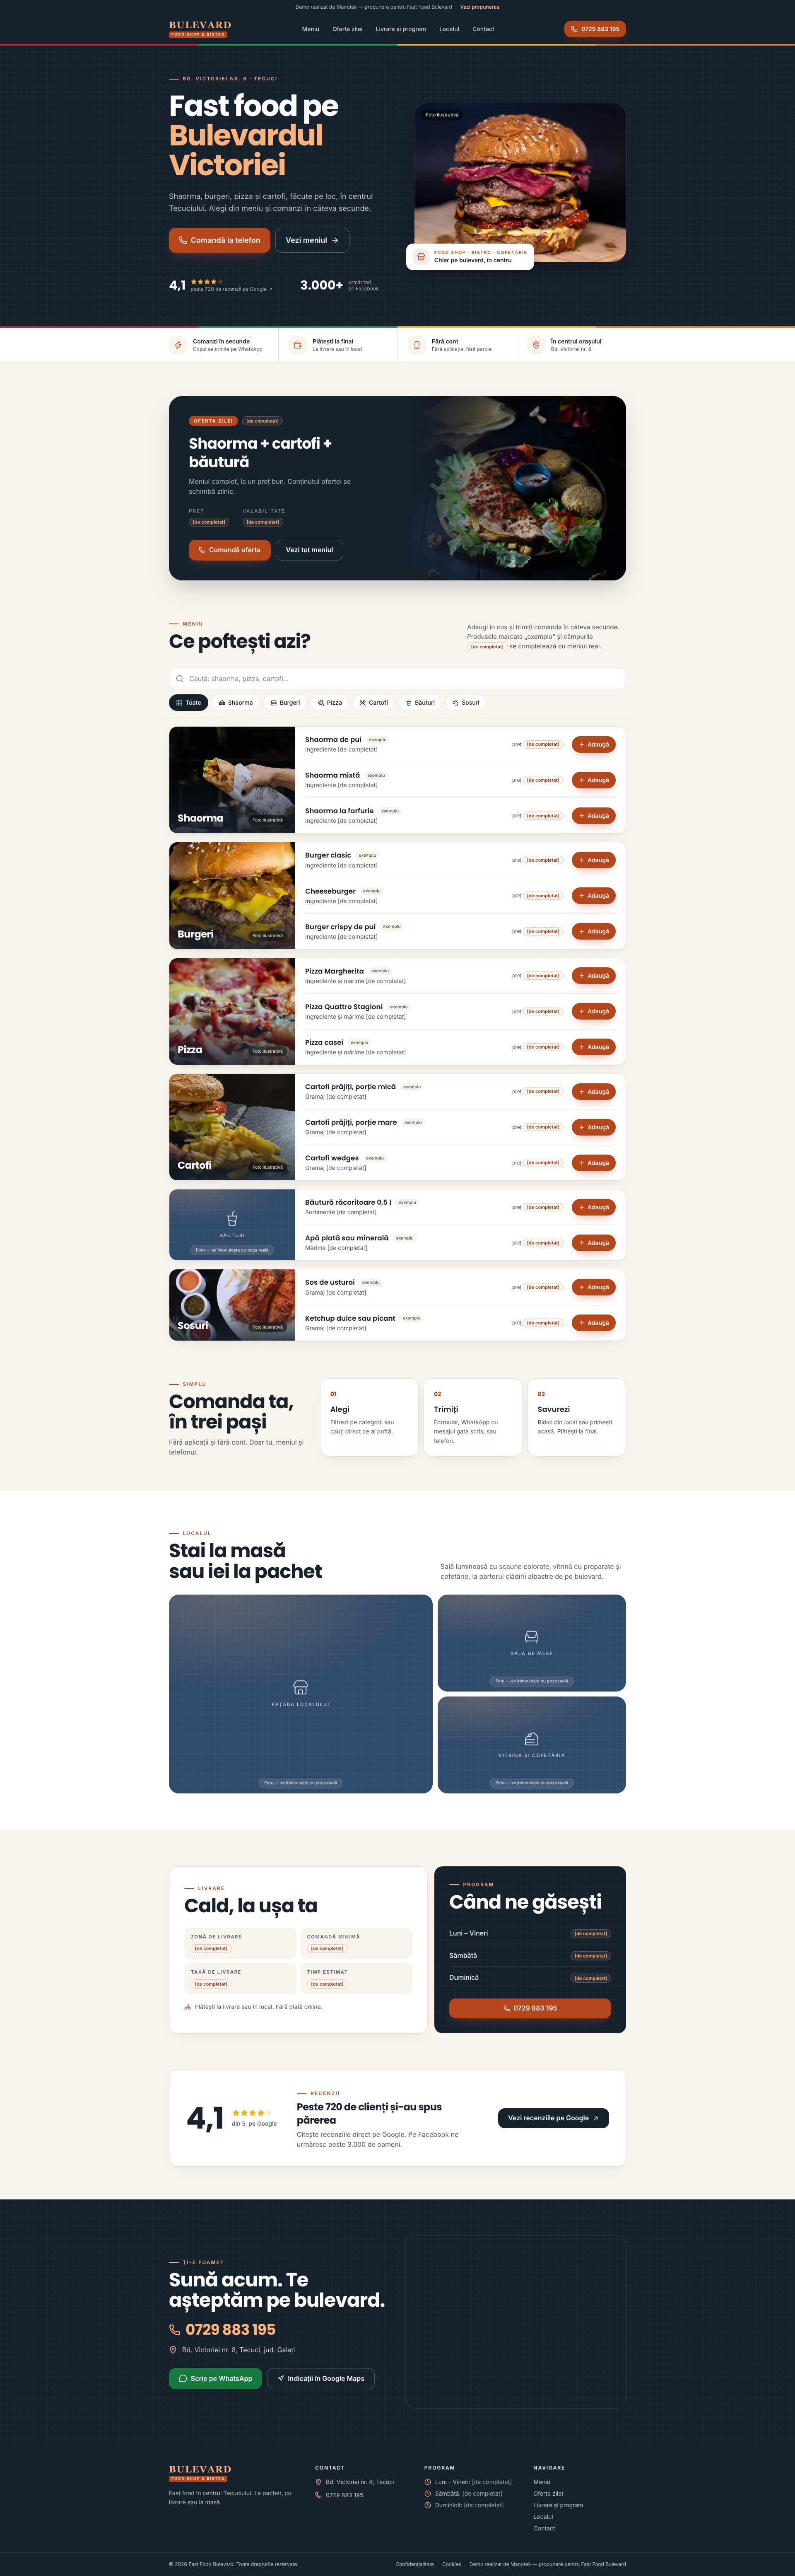 Demo realizat de Manotek — propunere pentru Fast Food Bulevard Vezi propunerea
BULEVARD
FOOD SHOP & BISTRO
Meniu Oferta zilei Livrare și program Localul Contact
0729 883 195
BD. VICTORIEI NR. 8 · TECUCI
Fast food pe
Bulevardul
Victoriei
Shaorma, burgeri, pizza și cartofi, făcute pe loc, în centrul
Tecuciului. Alegi din meniu și comanzi în câteva secunde.
Comandă la telefon
Vezi meniul
4,1
peste 720 de recenzii pe Google
3.000+
urmăritori
pe Facebook
Foto ilustrativă
FOOD SHOP · BISTRO · COFETĂRIE
Chiar pe bulevard, în centru
Comanzi în secunde
Coșul se trimite pe WhatsApp
Plătești la final
La livrare sau în local
Fără cont
Fără aplicație, fără parole
În centrul orașului
Bd. Victoriei nr. 8
OFERTA ZILEI
[de completat]
Shaorma + cartofi +
băutură
Meniul complet, la un preț bun. Conținutul ofertei se
schimbă zilnic.
PREȚ
[de completat]
VALABILITATE
[de completat]
Comandă oferta
Vezi tot meniul
MENIU
Ce poftești azi?
Adaugi în coș și trimiți comanda în câteva secunde.
Produsele marcate „exemplu” și câmpurile
[de completat] se completează cu meniul real.
Caută: shaorma, pizza, cartofi...
Toate
Shaorma
Burgeri
Pizza
Cartofi
Băuturi
Sosuri
Shaorma
Foto ilustrativă
Shaorma de pui exemplu
Ingrediente [de completat]
preț [de completat]
Adaugă
Shaorma mixtă exemplu
Ingrediente [de completat]
preț [de completat]
Adaugă
Shaorma la farfurie exemplu
Ingrediente [de completat]
preț [de completat]
Adaugă
Burgeri
Foto ilustrativă
Burger clasic exemplu
Ingrediente [de completat]
preț [de completat]
Adaugă
Cheeseburger exemplu
Ingrediente [de completat]
preț [de completat]
Adaugă
Burger crispy de pui exemplu
Ingrediente [de completat]
preț [de completat]
Adaugă
Pizza
Foto ilustrativă
Pizza Margherita exemplu
Ingrediente și mărime [de completat]
preț [de completat]
Adaugă
Pizza Quattro Stagioni exemplu
Ingrediente și mărime [de completat]
preț [de completat]
Adaugă
Pizza casei exemplu
Ingrediente și mărime [de completat]
preț [de completat]
Adaugă
Cartofi
Foto ilustrativă
Cartofi prăjiți, porție mică exemplu
Gramaj [de completat]
preț [de completat]
Adaugă
Cartofi prăjiți, porție mare exemplu
Gramaj [de completat]
preț [de completat]
Adaugă
Cartofi wedges exemplu
Gramaj [de completat]
preț [de completat]
Adaugă
BĂUTURI
Foto — se înlocuiește cu poza reală
Băutură răcoritoare 0,5 l exemplu
Sortimente [de completat]
preț [de completat]
Adaugă
Apă plată sau minerală exemplu
Mărime [de completat]
preț [de completat]
Adaugă
Sosuri
Foto ilustrativă
Sos de usturoi exemplu
Gramaj [de completat]
preț [de completat]
Adaugă
Ketchup dulce sau picant exemplu
Gramaj [de completat]
preț [de completat]
Adaugă
SIMPLU
Comanda ta,
în trei pași
Fără aplicații și fără cont. Doar tu, meniul și
telefonul.
01
Alegi
Filtrezi pe categorii sau
cauți direct ce ai poftă.
02
Trimiți
Formular, WhatsApp cu
mesajul gata scris, sau
telefon.
03
Savurezi
Ridici din local sau primești
acasă. Plătești la final.
LOCALUL
Stai la masă
sau iei la pachet
Sală luminoasă cu scaune colorate, vitrină cu preparate și
cofetărie, la parterul clădirii albastre de pe bulevard.
FAȚADA LOCALULUI
Foto — se înlocuiește cu poza reală
SALA DE MESE
Foto — se înlocuiește cu poza reală
VITRINA ȘI COFETĂRIA
Foto — se înlocuiește cu poza reală
LIVRARE
Cald, la ușa ta
ZONĂ DE LIVRARE
[de completat]
COMANDĂ MINIMĂ
[de completat]
TAXĂ DE LIVRARE
[de completat]
TIMP ESTIMAT
[de completat]
Plătești la livrare sau în local. Fără plată online.
PROGRAM
Când ne găsești
Luni – Vineri [de completat]
Sâmbătă [de completat]
Duminică [de completat]
0729 883 195
4,1
din 5, pe Google
RECENZII
Peste 720 de clienți și-au spus
părerea
Citește recenziile direct pe Google. Pe Facebook ne
urmăresc peste 3.000 de oameni.
Vezi recenziile pe Google
ȚI-E FOAME?
Sună acum. Te
așteptăm pe bulevard.
0729 883 195
Bd. Victoriei nr. 8, Tecuci, jud. Galați
Scrie pe WhatsApp
Indicații în Google Maps
BULEVARD
FOOD SHOP & BISTRO
Fast food în centrul Tecuciului. La pachet, cu
livrare sau la masă.
CONTACT
Bd. Victoriei nr. 8, Tecuci
0729 883 195
PROGRAM
Luni – Vineri: [de completat]
Sâmbătă: [de completat]
Duminică: [de completat]
NAVIGARE
Meniu
Oferta zilei
Livrare și program
Localul
Contact
© 2026 Fast Food Bulevard. Toate drepturile rezervate.
Confidențialitate Cookies Demo realizat de Manotek — propunere pentru Fast Food Bulevard